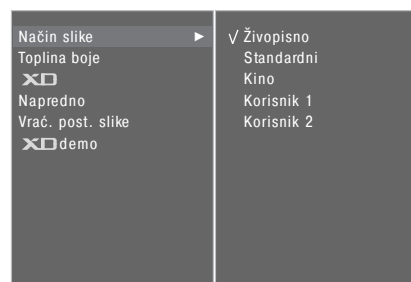 Način slike ►
Toplina boje
XD
Napredno
Vrać. post. slike
XD demo
√ Živopisno
Standardni
Kino
Korisnik 1
Korisnik 2